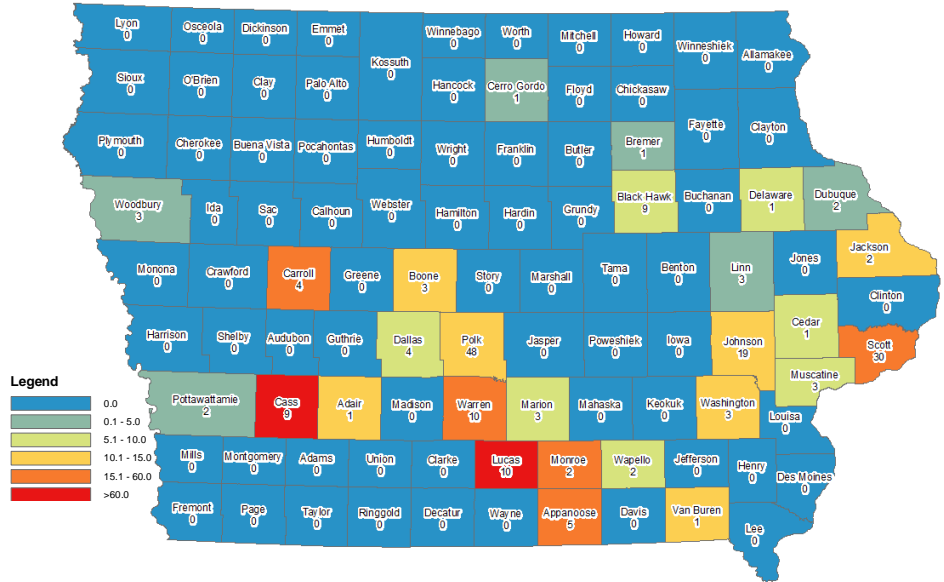 Lyon
0
Osceola
0
Dickinson
0
Emmet
0
Kossuth
0
Winnebago
0
Worth
0
Mitchell
0
Howard
0
Winneshiek
0
Allamakee
0
Sioux
0
O'Brien
0
Clay
0
Palo Alto
0
Hancock
0
Cerro Gordo
1
Floyd
0
Chickasaw
0
Plymouth
0
Cherokee
0
Buena Vista
0
Pocahontas
0
Humboldt
0
Wright
0
Franklin
0
Butler
0
Bremer
1
Fayette
0
Clayton
0
Woodbury
3
Ida
0
Sac
0
Calhoun
0
Webster
0
Hamilton
0
Hardin
0
Grundy
0
Black Hawk
9
Buchanan
0
Delaware
1
Dubuque
2
Monona
0
Crawford
0
Carroll
4
Greene
0
Boone
3
Story
0
Marshall
0
Tama
0
Benton
0
Linn
3
Jones
0
Jackson
2
Clinton
0
Harrison
0
Shelby
0
Audubon
0
Guthrie
0
Dallas
4
Polk
48
Jasper
0
Poweshiek
0
Iowa
0
Johnson
19
Cedar
1
Scott
30
Muscatine
3
Pottawattamie
2
Cass
9
Adair
1
Madison
0
Warren
10
Marion
3
Mahaska
0
Keokuk
0
Washington
3
Louisa
0
Mills
0
Montgomery
0
Adams
0
Union
0
Clarke
0
Lucas
10
Monroe
2
Wapello
2
Jefferson
0
Henry
0
Des Moines
0
Fremont
0
Page
0
Taylor
0
Ringgold
0
Decatur
0
Wayne
0
Appanoose
5
Davis
0
Van Buren
1
Lee
0
Legend
0.0
0.1 - 5.0
5.1 - 10.0
10.1 - 15.0
15.1 - 60.0
>60.0